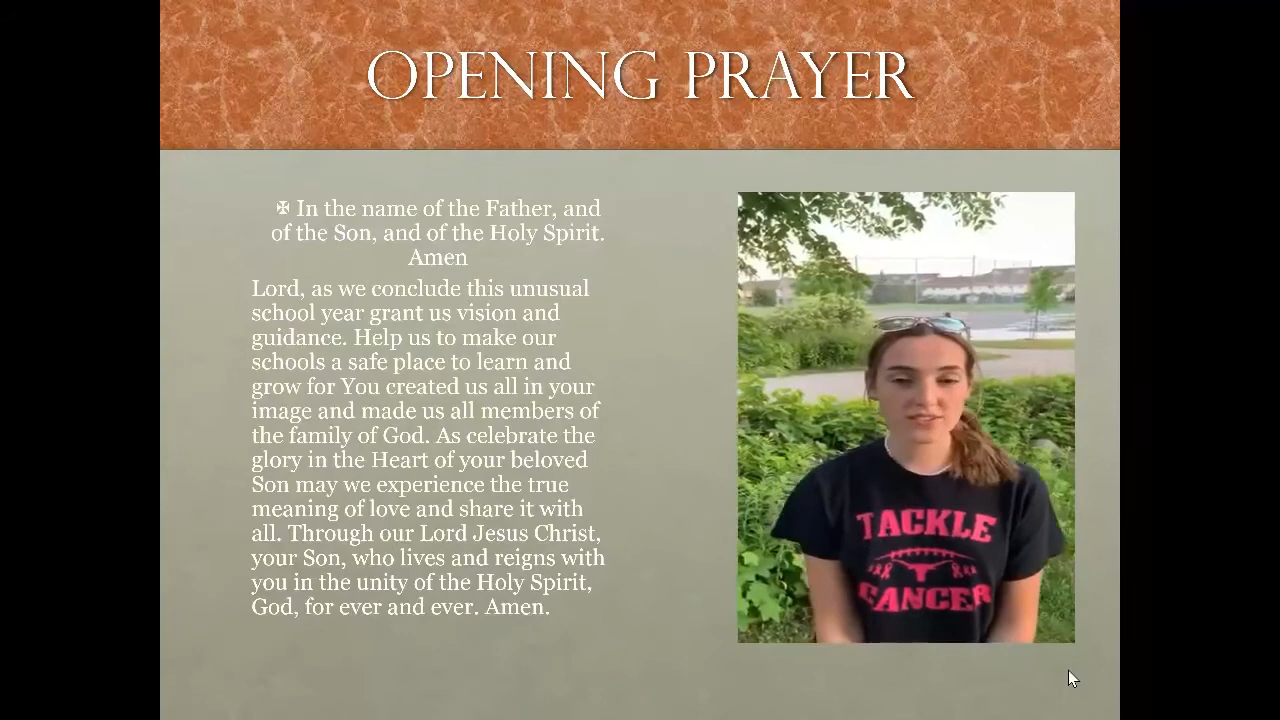 OPENING PRAYER
✠ In the name of the Father, and
of the Son, and of the Holy Spirit.
Amen
Lord, as we conclude this unusual
school year grant us vision and
guidance. Help us to make our
schools a safe place to learn and
grow for You created us all in your
image and made us all members of
the family of God. As celebrate the
glory in the Heart of your beloved
Son may we experience the true
meaning of love and share it with
all. Through our Lord Jesus Christ,
your Son, who lives and reigns with
you in the unity of the Holy Spirit,
God, for ever and ever. Amen.
TACKLE
CANCER